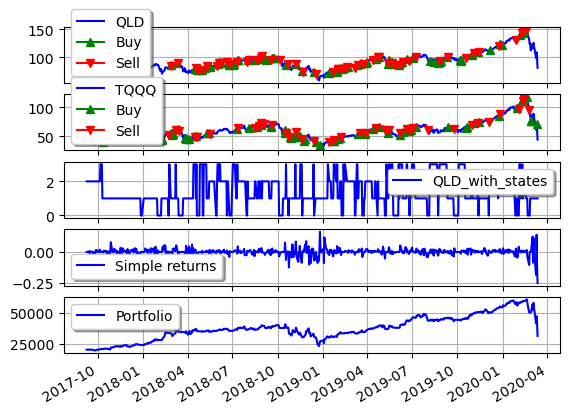 150
100
QLD
Buy
Sell
100
50
TQQQ
Buy
Sell
2
0
QLD_with_states
0.00
−0.25
Simple returns
50000
25000
Portfolio
2017-10
2018-01
2018-04
2018-07
2018-10
2019-01
2019-04
2019-07
2019-10
2020-01
2020-04